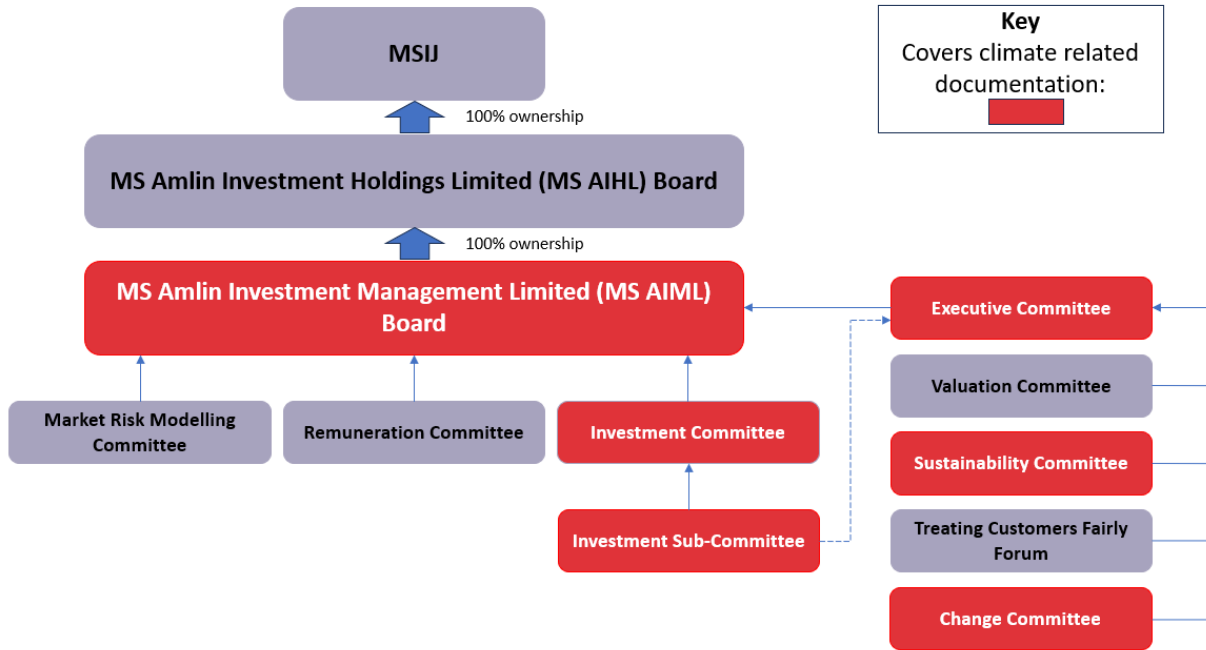 MSIJ
Key
Covers climate related
documentation:
100% ownership
MS Amlin Investment Holdings Limited (MS AIHL) Board
100% ownership
MS Amlin Investment Management Limited (MS AIML)
Board
Executive Committee
Valuation Committee
Market Risk Modelling
Committee
Remuneration Committee
Investment Committee
Sustainability Committee
Investment Sub-Committee
Treating Customers Fairly
Forum
Change Committee